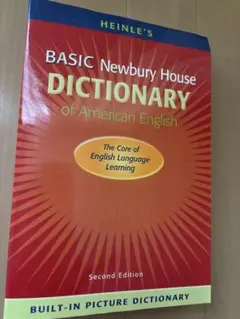 HEINLE'S
BASIC Newbury House
DICTIONARY
of American English
The Core of
English Language
Learning
Second Edition
BUILT-IN PICTURE DICTIONARY